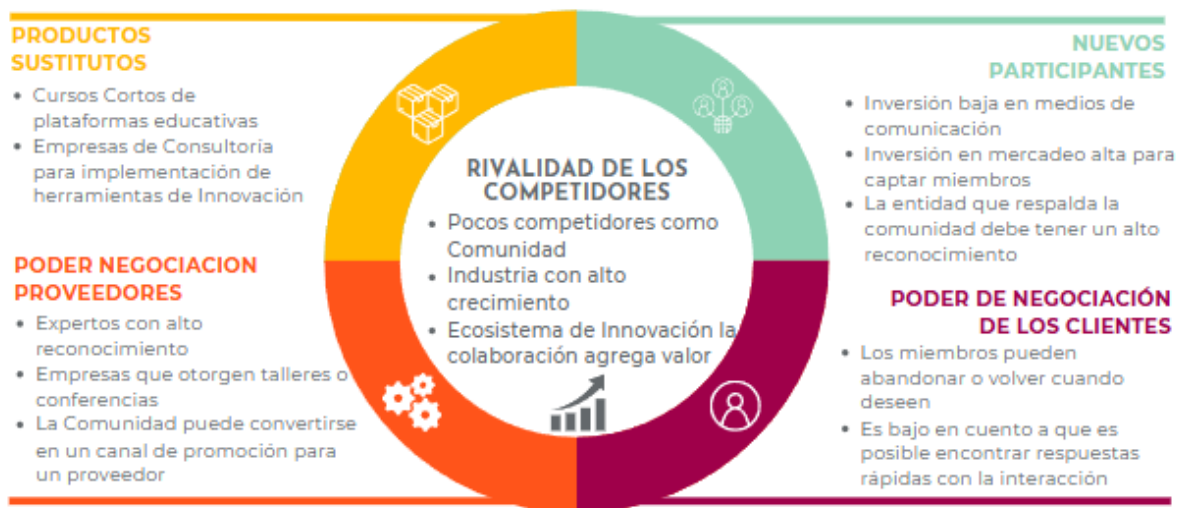 PRODUCTOS
SUSTITUTOS
• Cursos Cortos de
plataformas educativas
• Empresas de Consultoría
para implementación de
herramientas de Innovación
NUEVOS
PARTICIPANTES
• Inversión baja en medios de
comunicación
• Inversión en mercadeo alta para
captar miembros
• La entidad que respalda la
comunidad debe tener un alto
reconocimiento
RIVALIDAD DE LOS
COMPETIDORES
• Pocos competidores como
Comunidad
• Industria con alto
crecimiento
• Ecosistema de Innovación la
colaboración agrega valor
PODER NEGOCIACION
PROVEEDORES
• Expertos con alto
reconocimiento
• Empresas que otorgen talleres o
conferencias
• La Comunidad puede convertirse
en un canal de promoción para
un proveedor
PODER DE NEGOCIACIÓN
DE LOS CLIENTES
• Los miembros pueden
abandonar o volver cuando
deseen
• Es bajo en cuento a que es
posible encontrar respuestas
rápidas con la interacción